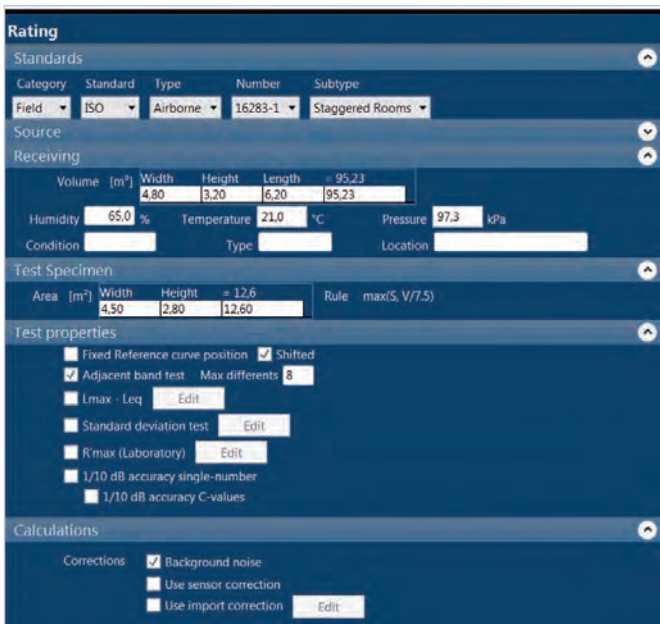 Rating
Standards
Category Standard Type Number Subtype
Field ISO Airborne 16283-1 Staggered Rooms
Source
Receiving
Volume [m³] Width Height Length = 95,23
4,80 3,20 6,20 95,23
Humidity 65,0 % Temperature 21,0 °C Pressure 97,3 kPa
Condition Type Location
Test Specimen
Area [m²] Width Height = 12,6 Rule max(S, V/7.5)
4,50 2,80 12,60
Test properties
Fixed Reference curve position Shifted
Adjacent band test Max differents 8
Lmax - Leq Edit
Standard deviation test Edit
R'max (Laboratory) Edit
1/10 dB accuracy single-number
1/10 dB accuracy C-values
Calculations
Corrections Background noise
Use sensor correction
Use import correction Edit